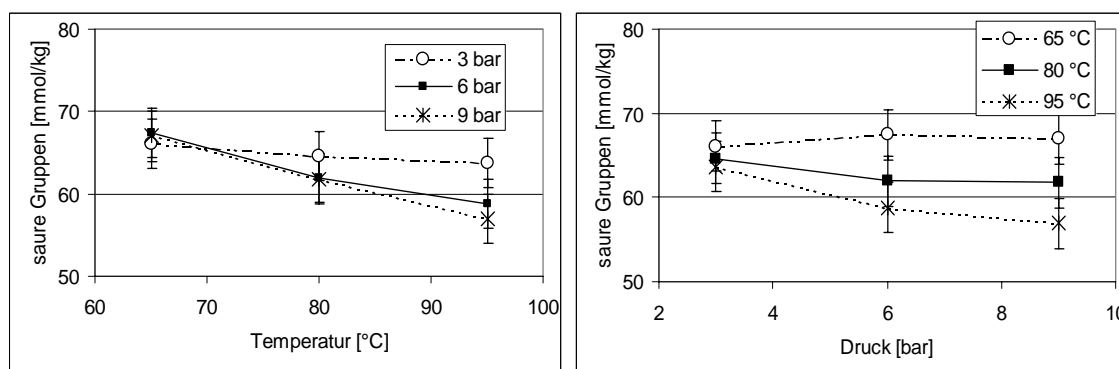 80
70
60
50
saure Gruppen [mmol/kg]
3 bar
6 bar
9 bar
60 70 80 90 100
Temperatur [°C]
80
70
60
50
saure Gruppen [mmol/kg]
65 °C
80 °C
95 °C
2 4 6 8 10
Druck [bar]